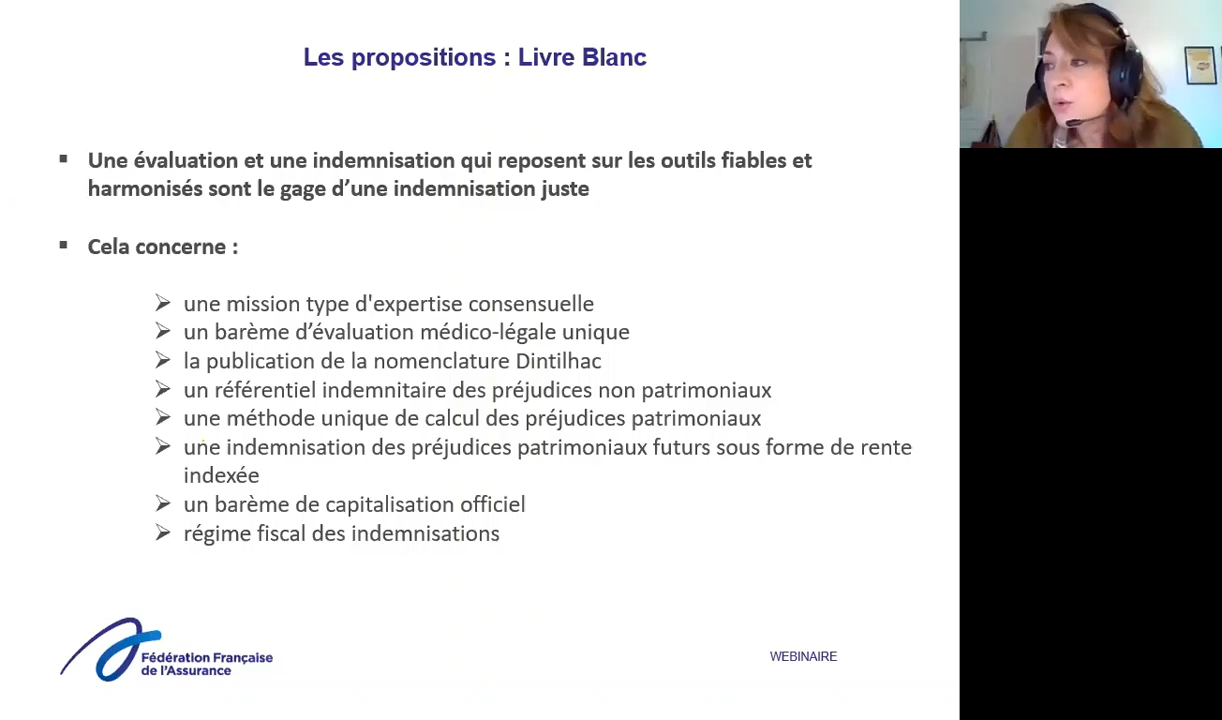 Les propositions : Livre Blanc
▪ Une évaluation et une indemnisation qui reposent sur les outils fiables et
harmonisés sont le gage d’une indemnisation juste
▪ Cela concerne :
➢ une mission type d'expertise consensuelle
➢ un barème d’évaluation médico-légale unique
➢ la publication de la nomenclature Dintilhac
➢ un référentiel indemnitaire des préjudices non patrimoniaux
➢ une méthode unique de calcul des préjudices patrimoniaux
➢ une indemnisation des préjudices patrimoniaux futurs sous forme de rente
indexée
➢ un barème de capitalisation officiel
➢ régime fiscal des indemnisations
Fédération Française
de l'Assurance
WEBINAIRE